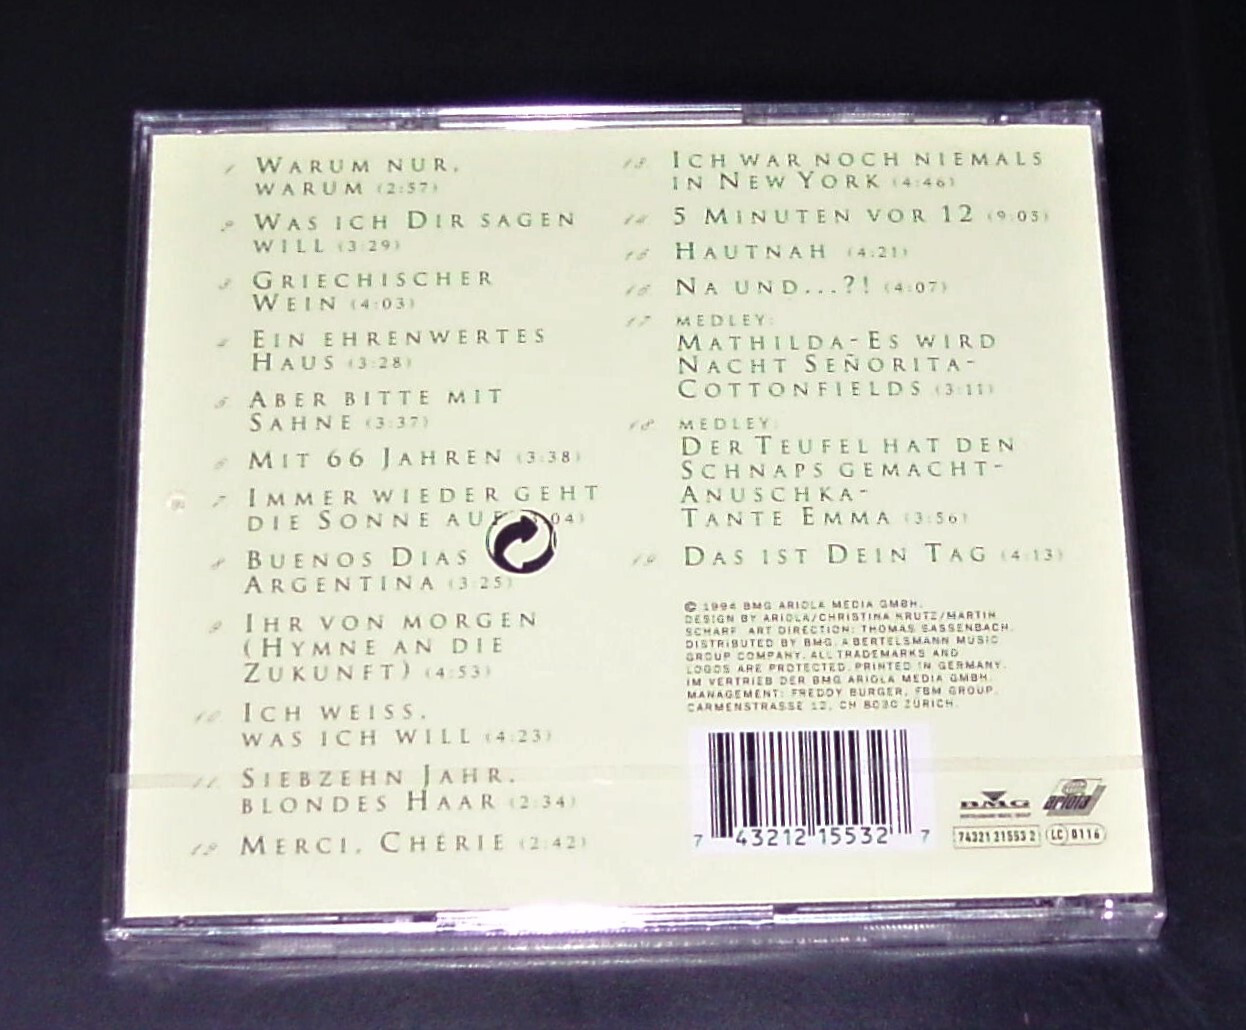 1 WARUM NUR,
WARUM (2:57)
2 WAS ICH DIR SAGEN
WILL (3:29)
3 GRIECHISCHER
WEIN (4:03)
4 EIN EHRENWERTES
HAUS (3:28)
5 ABER BITTE MIT
SAHNE (3:37)
6 MIT 66 JAHREN (3:38)
7 IMMER WIEDER GEHT
DIE SONNE AUF
8 BUENOS DIAS
ARGENTINA (3:25)
9 IHR VON MORGEN
(HYMNE AN DIE
ZUKUNFT) (4:53)
10 ICH WEISS,
WAS ICH WILL (4:23)
11 SIEBZEHN JAHR,
BLONDES HAAR (2:34)
12 MERCI, CHÉRIE (2:42)
13 ICH WAR NOCH NIEMALS
IN NEW YORK (4:46)
14 5 MINUTEN VOR 12 (9:05)
15 HAUTNAH (4:21)
16 NA UND...?! (4:07)
17 MEDLEY:
MATHILDA-ES WIRD
NACHT SEÑORITA-
COTTONFIELDS (3:11)
18 MEDLEY:
DER TEUFEL HAT DEN
SCHNAPS GEMACHT-
ANUSCHKA-
TANTE EMMA (3:56)
19 DAS IST DEIN TAG (4:13)
© 1994 BMG ARIOLA MEDIA GMBH.
DESIGN BY ARIOLA/CHRISTINA KRUTZ/MARTIN
SCHARF. ART DIRECTION: THOMAS SASSENBACH.
DISTRIBUTED BY BMG. A BERTELSMANN MUSIC
GROUP COMPANY. ALL TRADEMARKS AND
LOGOS ARE PROTECTED. PRINTED IN GERMANY.
IM VERTRIEB DER BMG ARIOLA MEDIA GMBH.
MANAGEMENT: FREDDY BURGER, FBM GROUP,
CARMENSTRASSE 12, CH 8030 ZÜRICH.
7 43212 15532 7
BMG
ariola
74321 21553 2
LC 0116